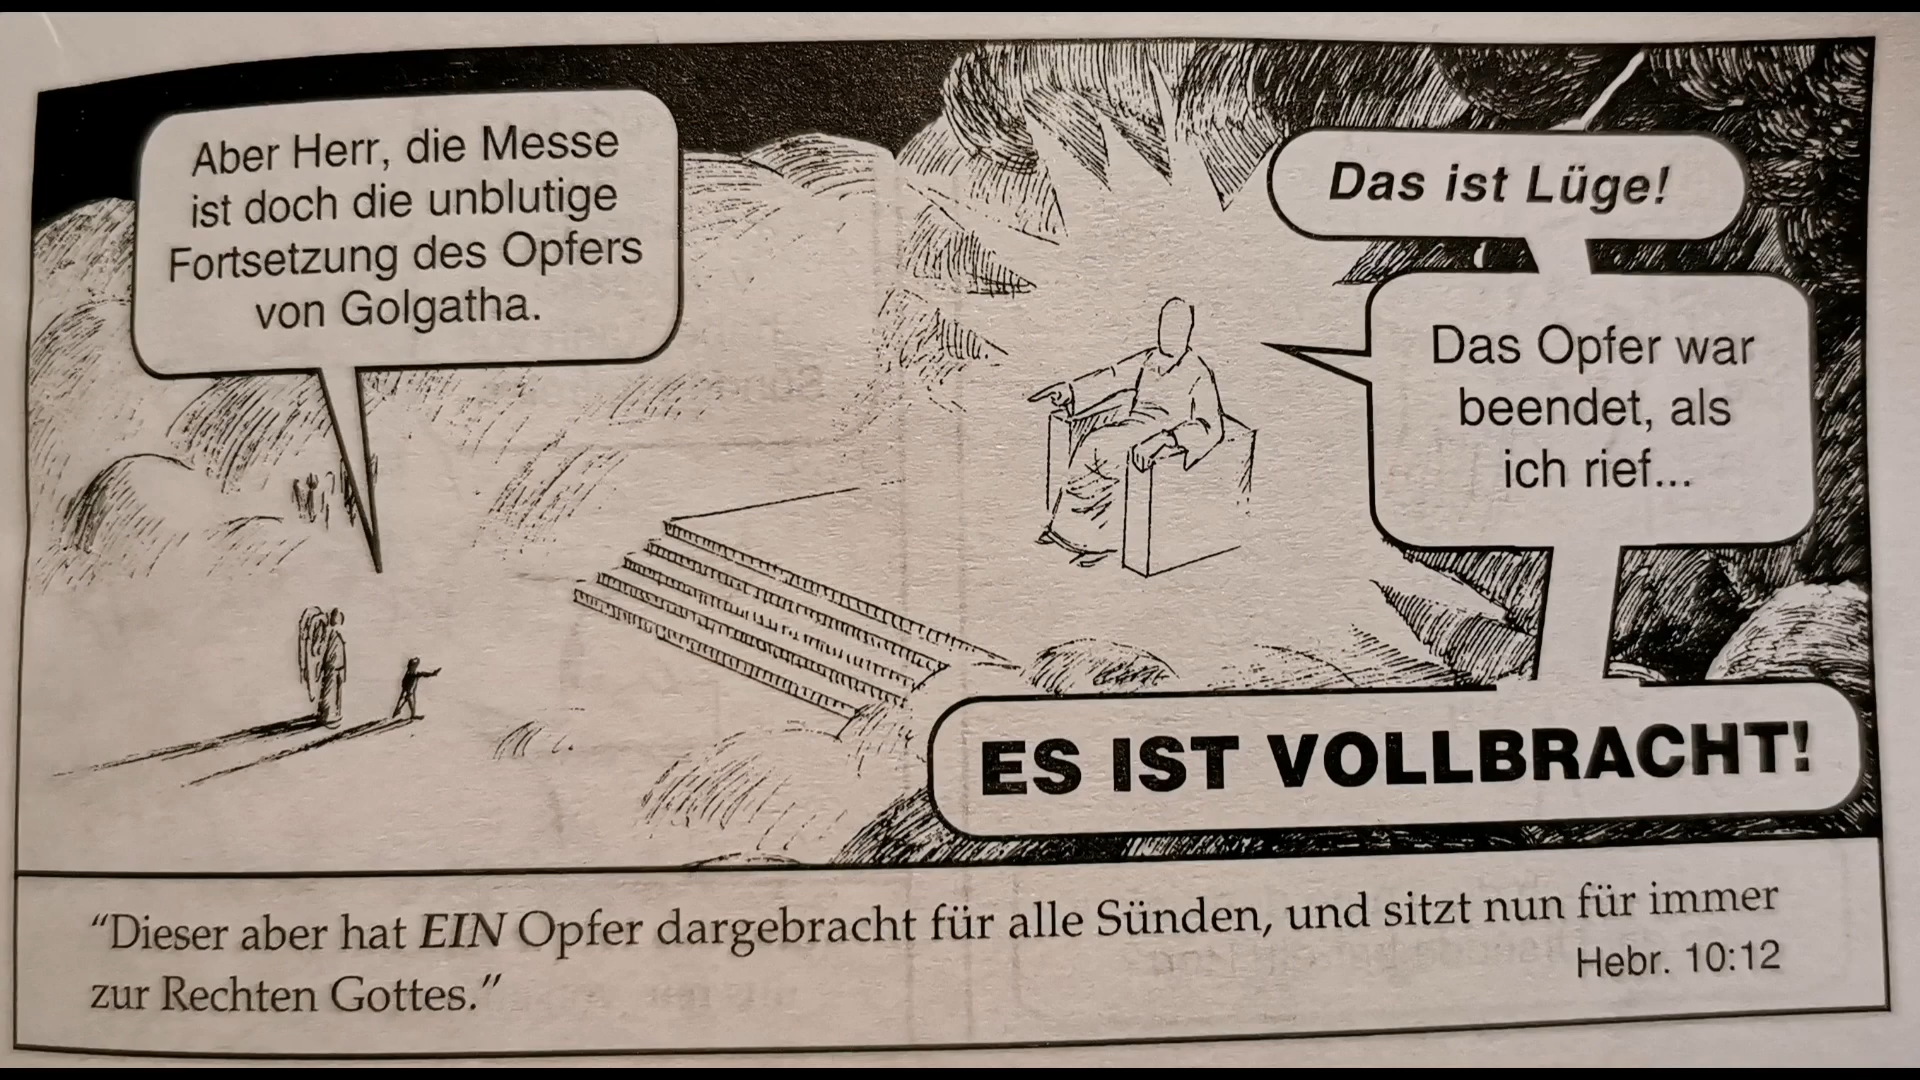 Aber Herr, die Messe
ist doch die unblutige
Fortsetzung des Opfers
von Golgatha.
Das ist Lüge!
Das Opfer war
beendet, als
ich rief...
ES IST VOLLBRACHT!
“Dieser aber hat EIN Opfer dargebracht für alle Sünden, und sitzt nun für immer
zur Rechten Gottes.”
Hebr. 10:12